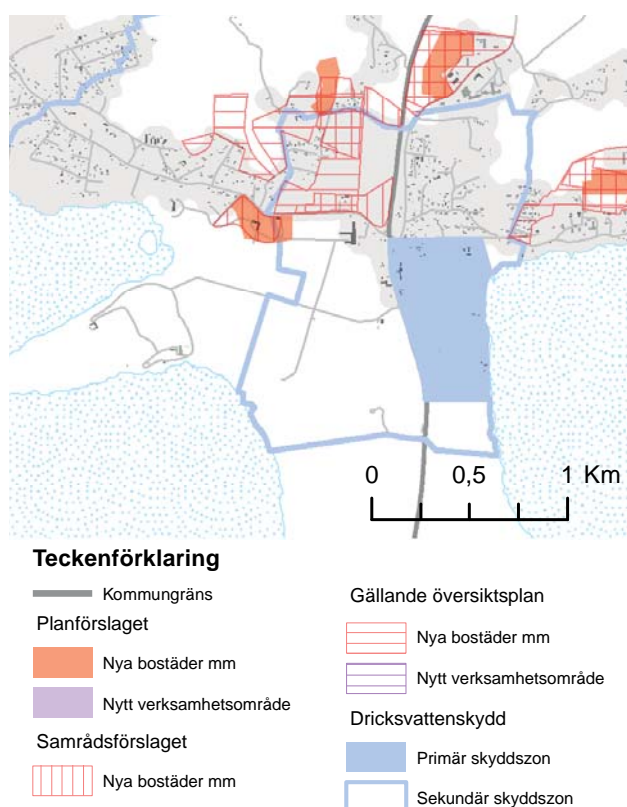 0 0,5 1 Km
Teckenförklaring
Kommungräns
Planförslaget
Nya bostäder mm
Nytt verksamhetsområde
Samrådsförslaget
Nya bostäder mm
Gällande översiktsplan
Nya bostäder mm
Nytt verksamhetsområde
Dricksvattenskydd
Primär skyddszon
Sekundär skyddszon